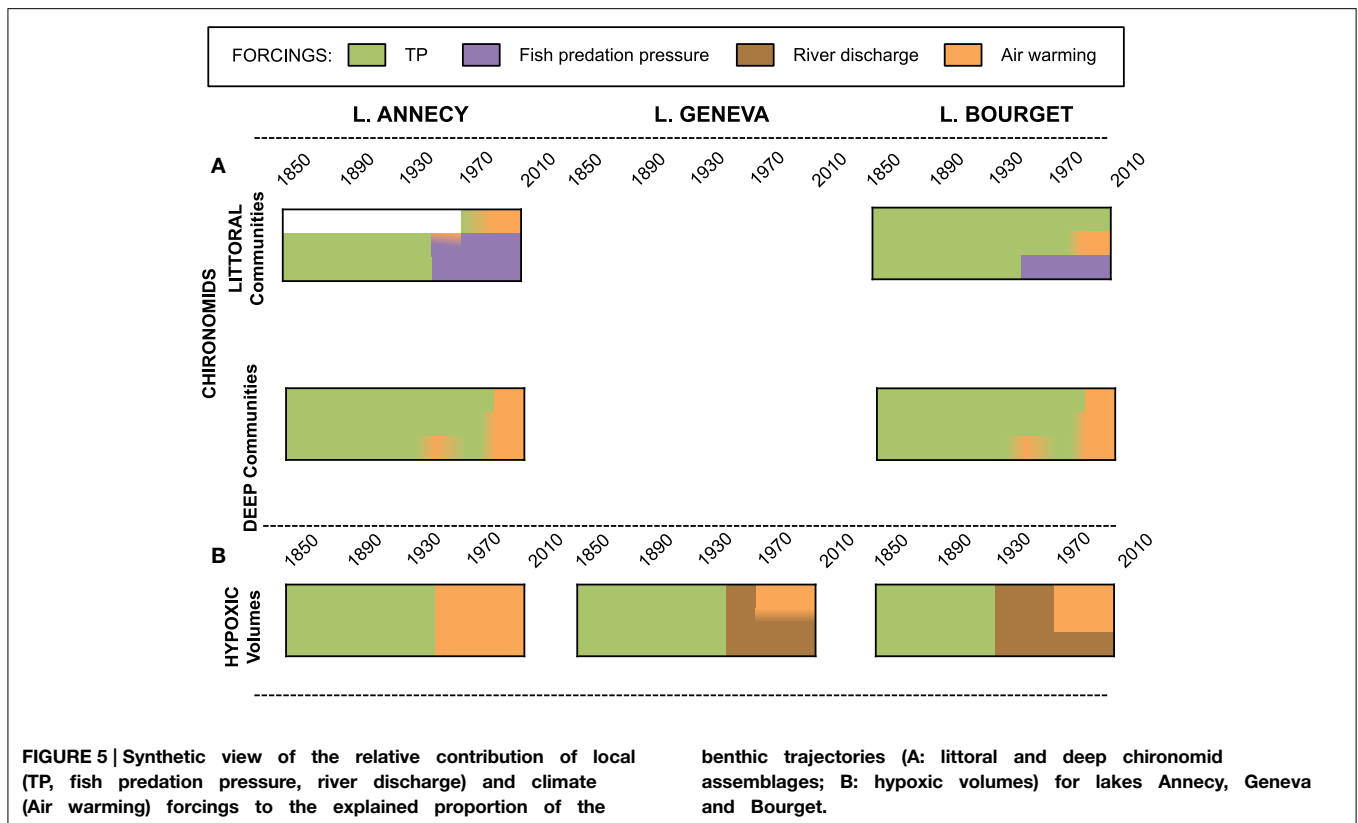 FORCINGS: TP Fish predation pressure River discharge Air warming
L. ANNECY L. GENEVA L. BOURGET
A
1850 1890 1930 1970 2010 1850 1890 1930 1970 2010 1850 1890 1930 1970 2010
CHIRONOMIDS
LITTORAL
Communities
DEEP Communities
B
1850 1890 1930 1970 2010 1850 1890 1930 1970 2010 1850 1890 1930 1970 2010
HYPOXIC
Volumes
FIGURE 5 | Synthetic view of the relative contribution of local
(TP, fish predation pressure, river discharge) and climate
(Air warming) forcings to the explained proportion of the
benthic trajectories (A: littoral and deep chironomid
assemblages; B: hypoxic volumes) for lakes Annecy, Geneva
and Bourget.